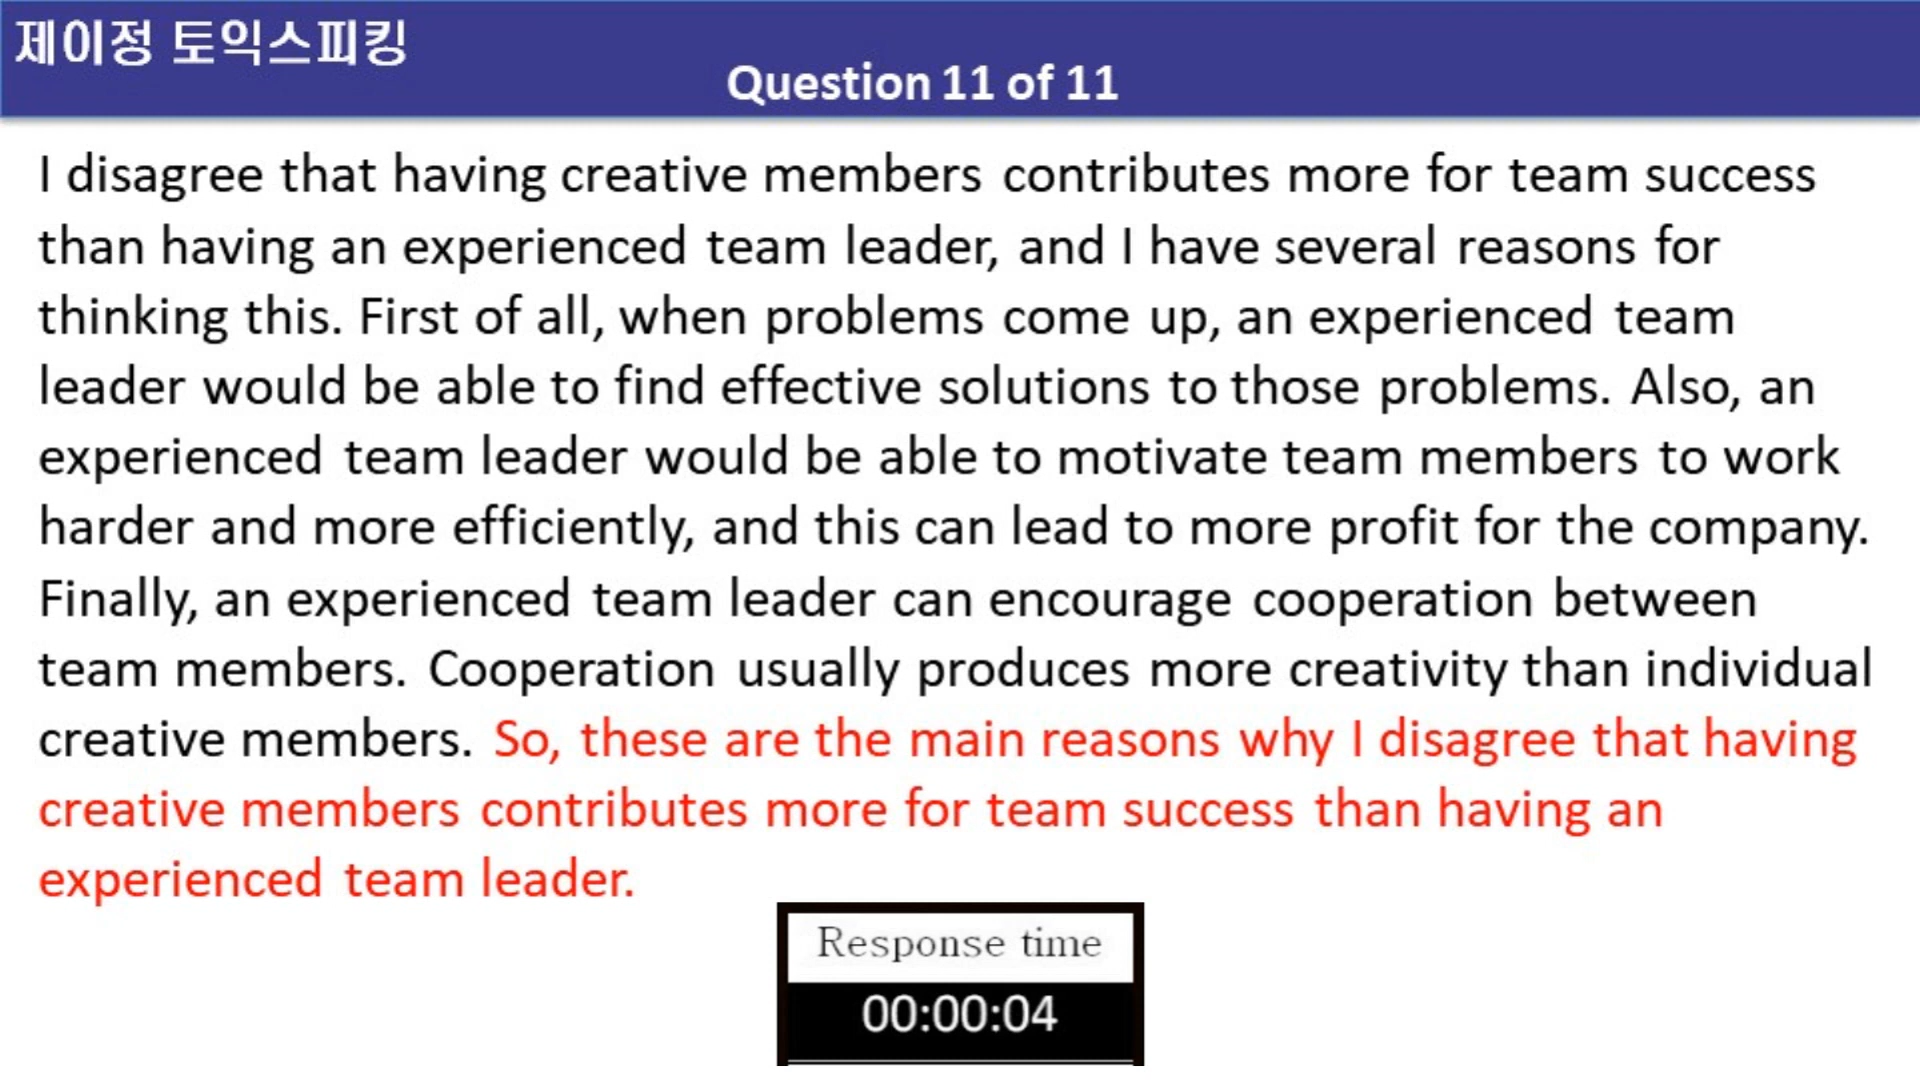 제이정 토익스피킹
Question 11 of 11
I disagree that having creative members contributes more for team success
than having an experienced team leader, and I have several reasons for
thinking this. First of all, when problems come up, an experienced team
leader would be able to find effective solutions to those problems. Also, an
experienced team leader would be able to motivate team members to work
harder and more efficiently, and this can lead to more profit for the company.
Finally, an experienced team leader can encourage cooperation between
team members. Cooperation usually produces more creativity than individual
creative members. So, these are the main reasons why I disagree that having
creative members contributes more for team success than having an
experienced team leader.
Response time
00:00:04